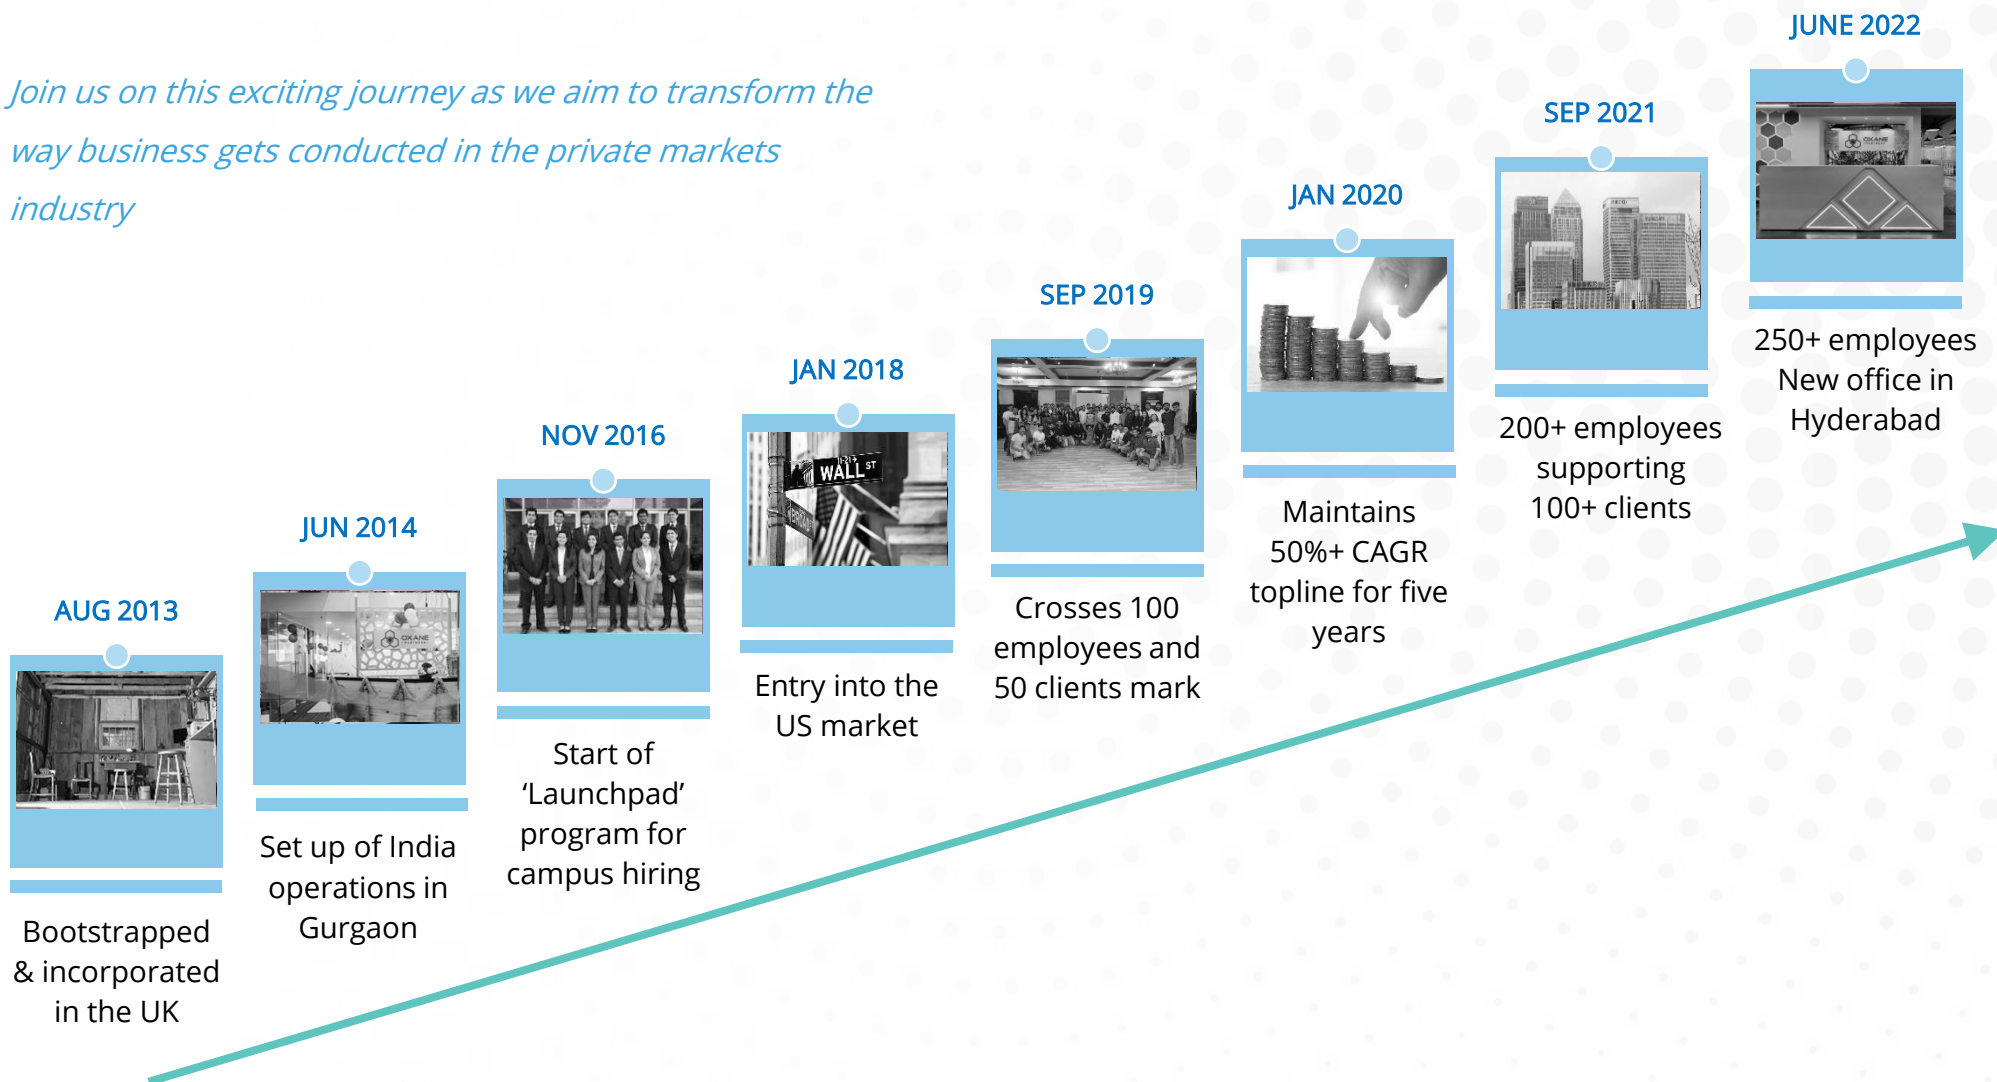 Join us on this exciting journey as we aim to transform the
way business gets conducted in the private markets
industry
AUG 2013
Bootstrapped
& incorporated
in the UK
JUN 2014
OXANE
Set up of India
operations in
Gurgaon
NOV 2016
Start of
‘Launchpad’
program for
campus hiring
JAN 2018
WALL ST
Entry into the
US market
SEP 2019
Crosses 100
employees and
50 clients mark
JAN 2020
Maintains
50%+ CAGR
topline for five
years
SEP 2021
200+ employees
supporting
100+ clients
JUNE 2022
OXANE
250+ employees
New office in
Hyderabad